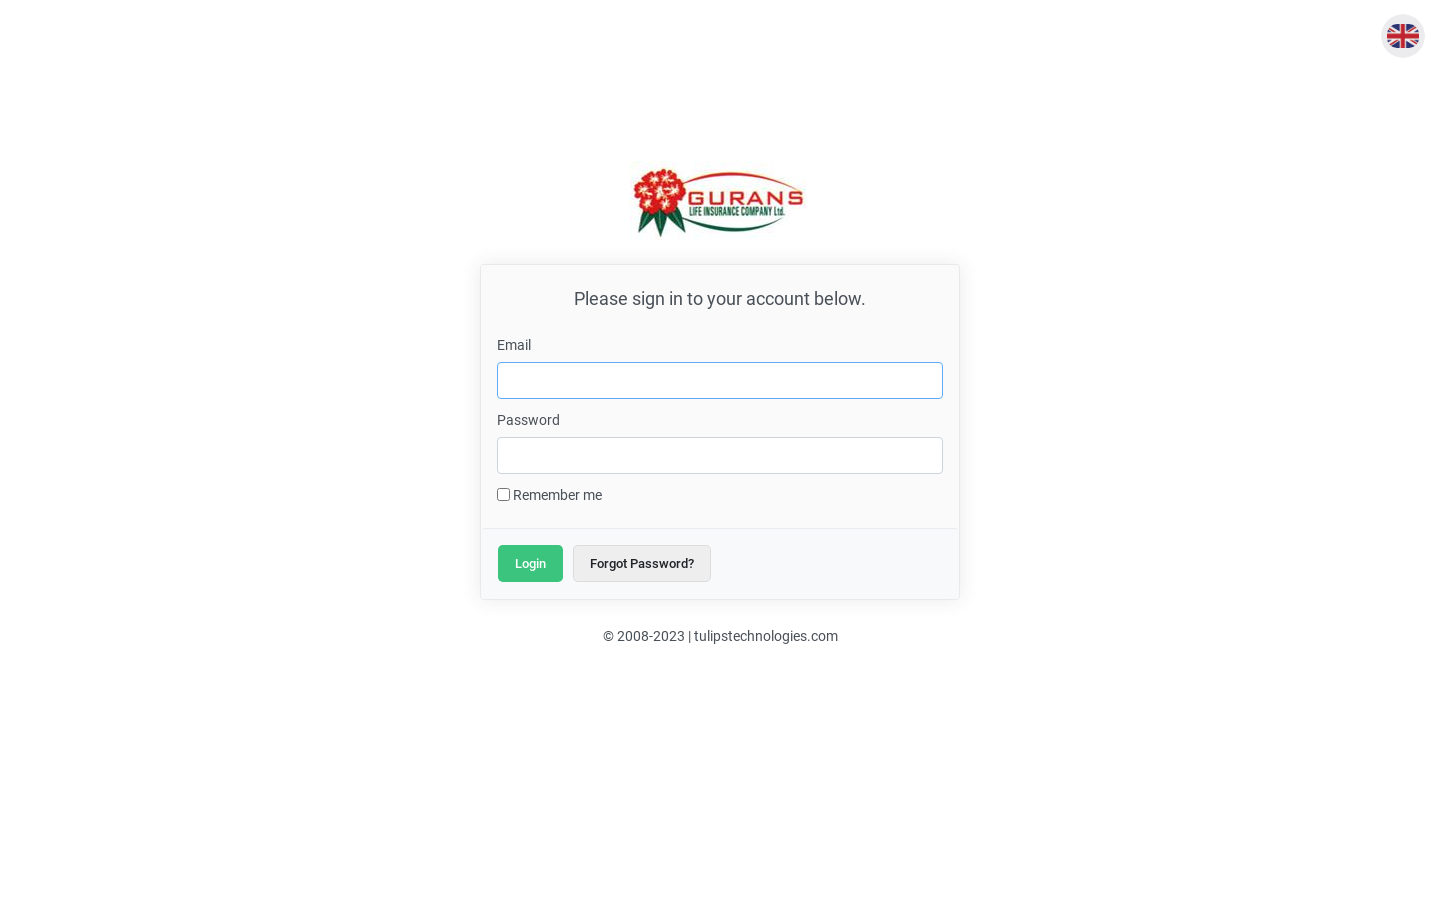 GURANS
LIFE INSURANCE COMPANY Ltd.
Please sign in to your account below.
Email
Password
Remember me
Login
Forgot Password?
© 2008-2023 | tulipstechnologies.com